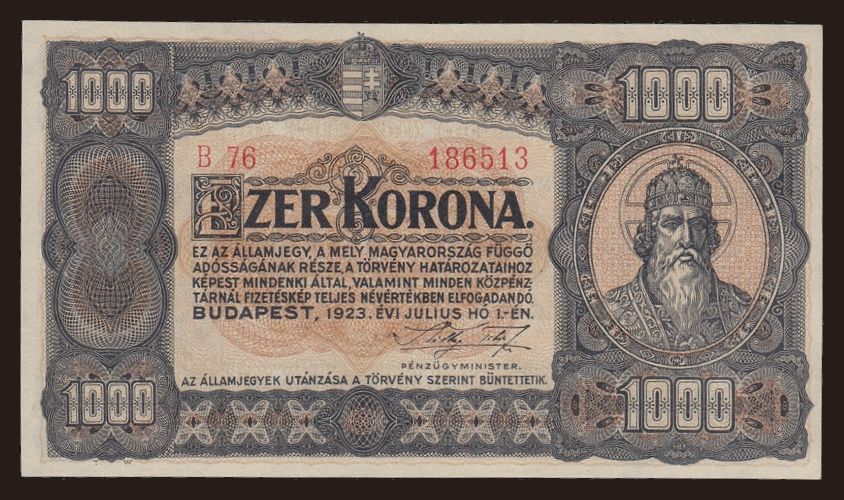 1000 1000
B 76 186513
EZER KORONA.
EZ AZ ÁLLAMJEGY, A MELY MAGYARORSZÁG FÜGGŐ
ADÓSSÁGÁNAK RÉSZE, A TÖRVÉNY HATÁROZATAIHOZ
KÉPEST MINDENKI ÁLTAL, VALAMINT MINDEN KÖZPÉNZ-
TÁRNÁL FIZETÉSKÉP TELJES NÉVÉRTÉKBEN ELFOGADANDÓ.
BUDAPEST, 1923. ÉVI JULIUS HÓ 1.-ÉN.
PÉNZÜGYMINISTER.
AZ ÁLLAMJEGYEK UTÁNZÁSA A TÖRVÉNY SZERINT BÜNTETTETIK.
1000 1000
T W